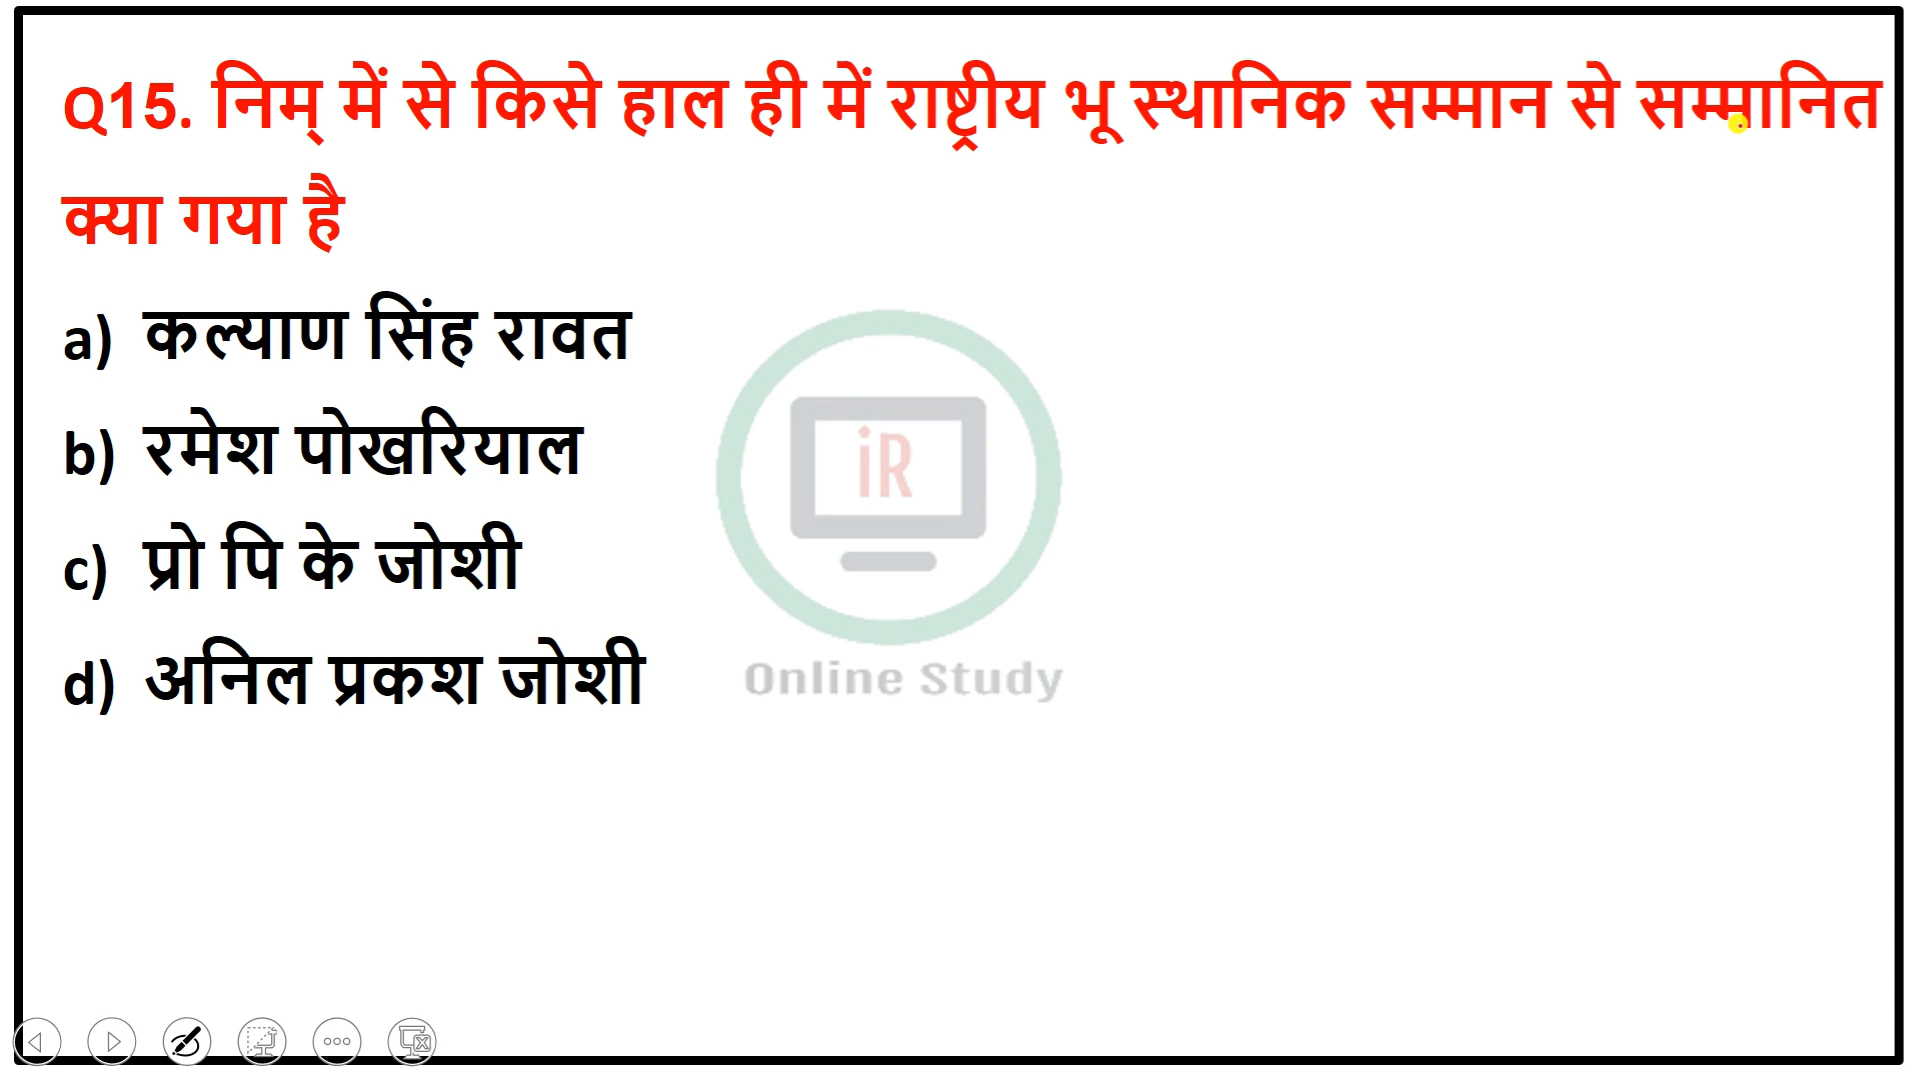 Q15. निम् में से किसे हाल ही में राष्ट्रीय भू स्थानिक सम्मान से सम्मानित
क्या गया है
a) कल्याण सिंह रावत
b) रमेश पोखरियाल
c) प्रो पि के जोशी
d) अनिल प्रकश जोशी
iR
Online Study